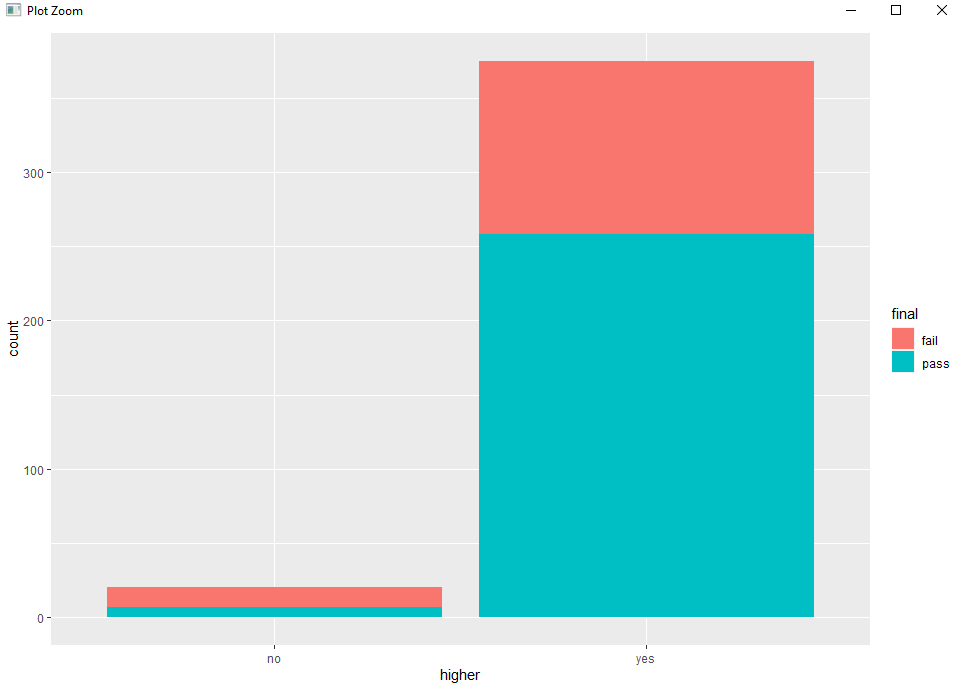 Plot Zoom
300
200
100
0
count
no
yes
higher
final
fail
pass